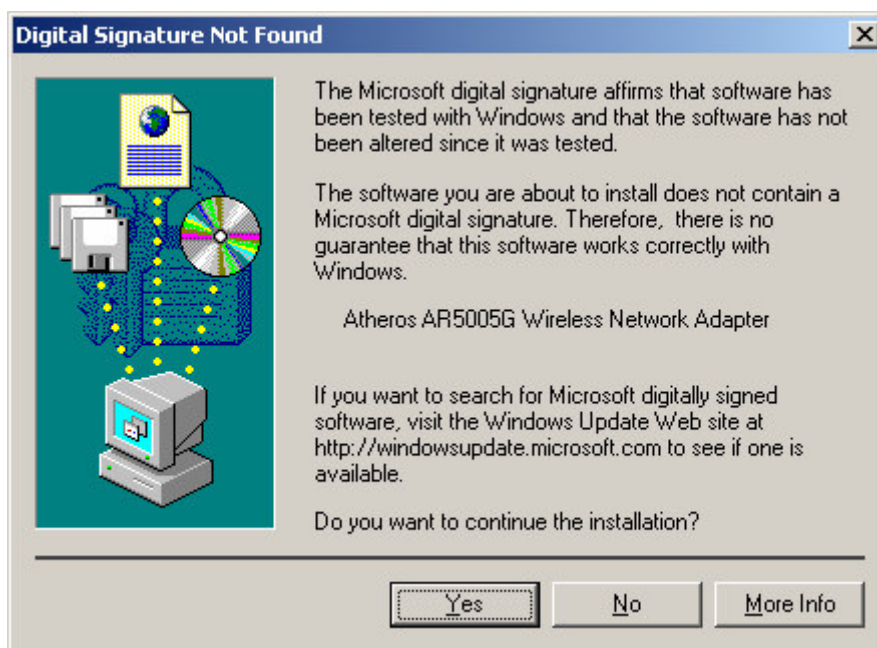 Digital Signature Not Found
The Microsoft digital signature affirms that software has
been tested with Windows and that the software has not
been altered since it was tested.
The software you are about to install does not contain a
Microsoft digital signature. Therefore,  there is no
guarantee that this software works correctly with
Windows.
Atheros AR5005G Wireless Network Adapter
If you want to search for Microsoft digitally signed
software, visit the Windows Update Web site at
http://windowsupdate.microsoft.com to see if one is
available.
Do you want to continue the installation?
Yes
No
More Info